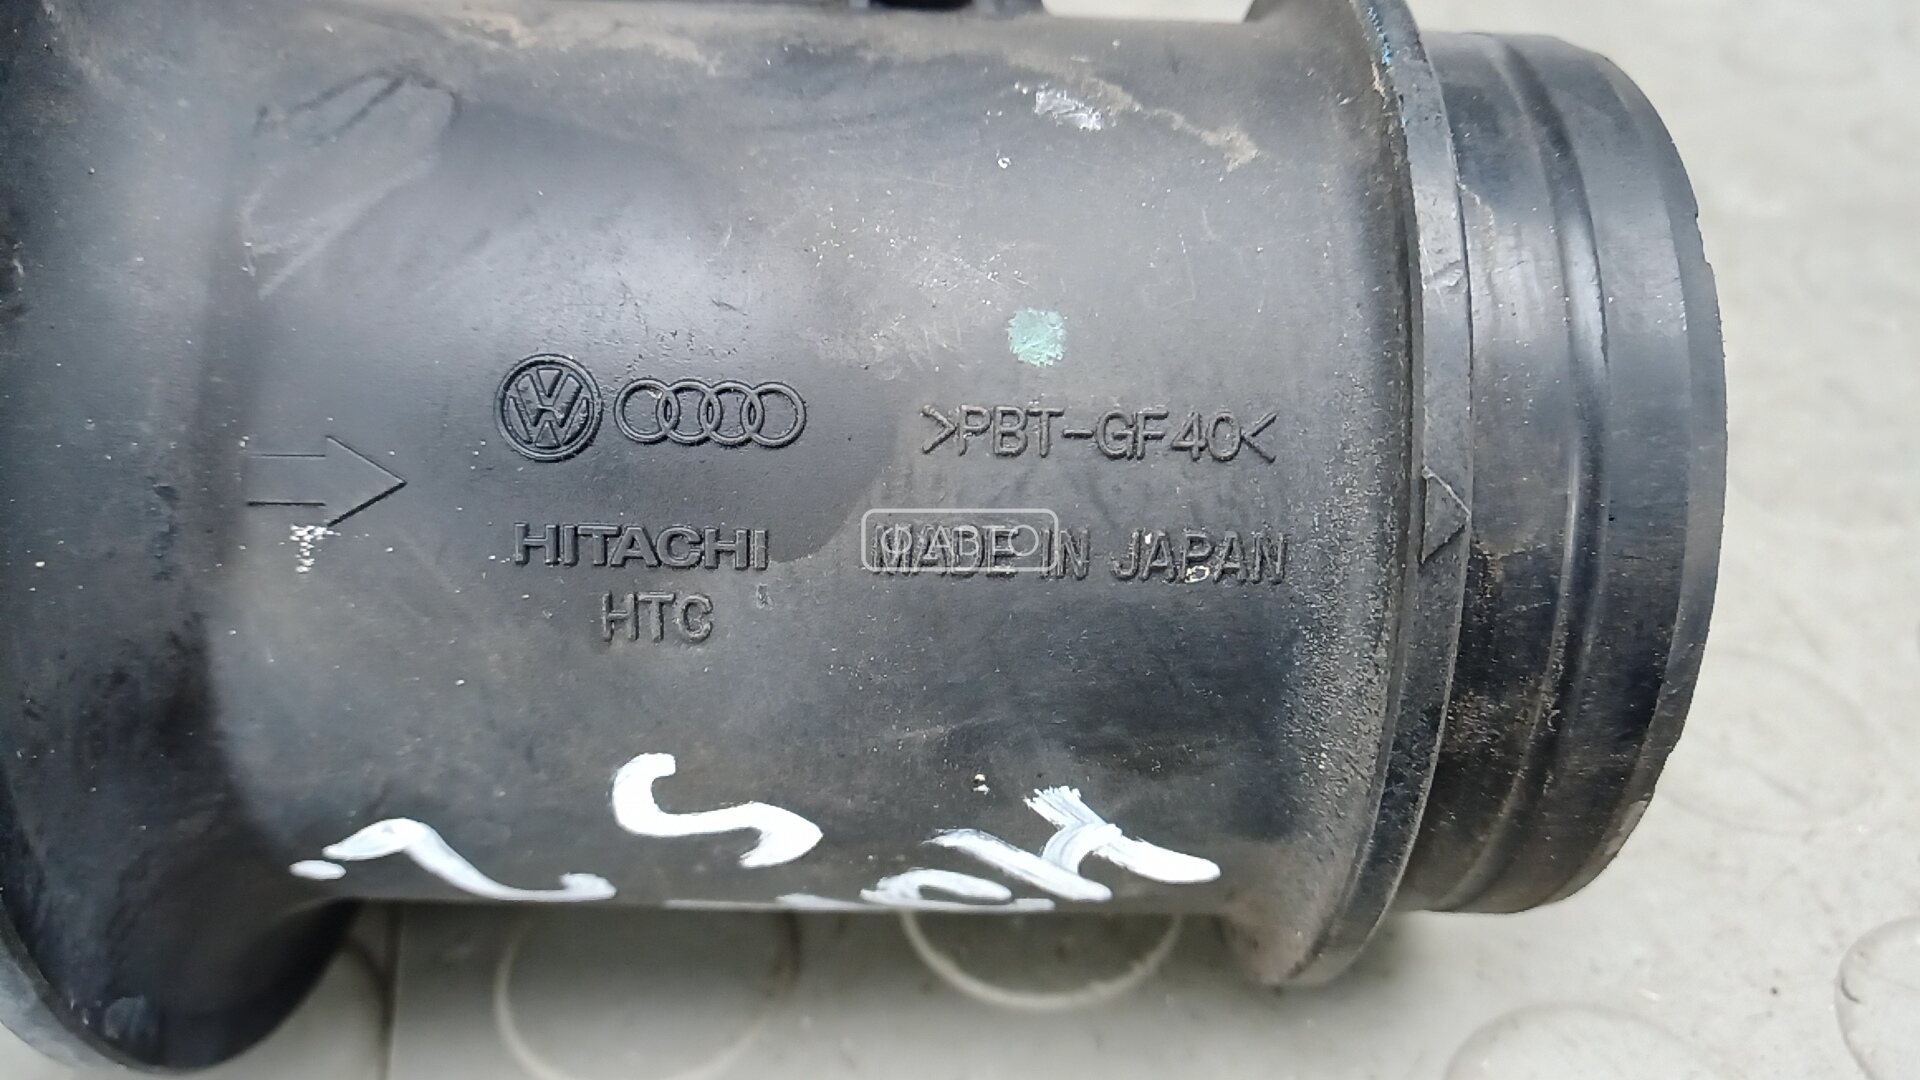 >PBT-GF40<
HITACHI
MADE IN JAPAN
HTC